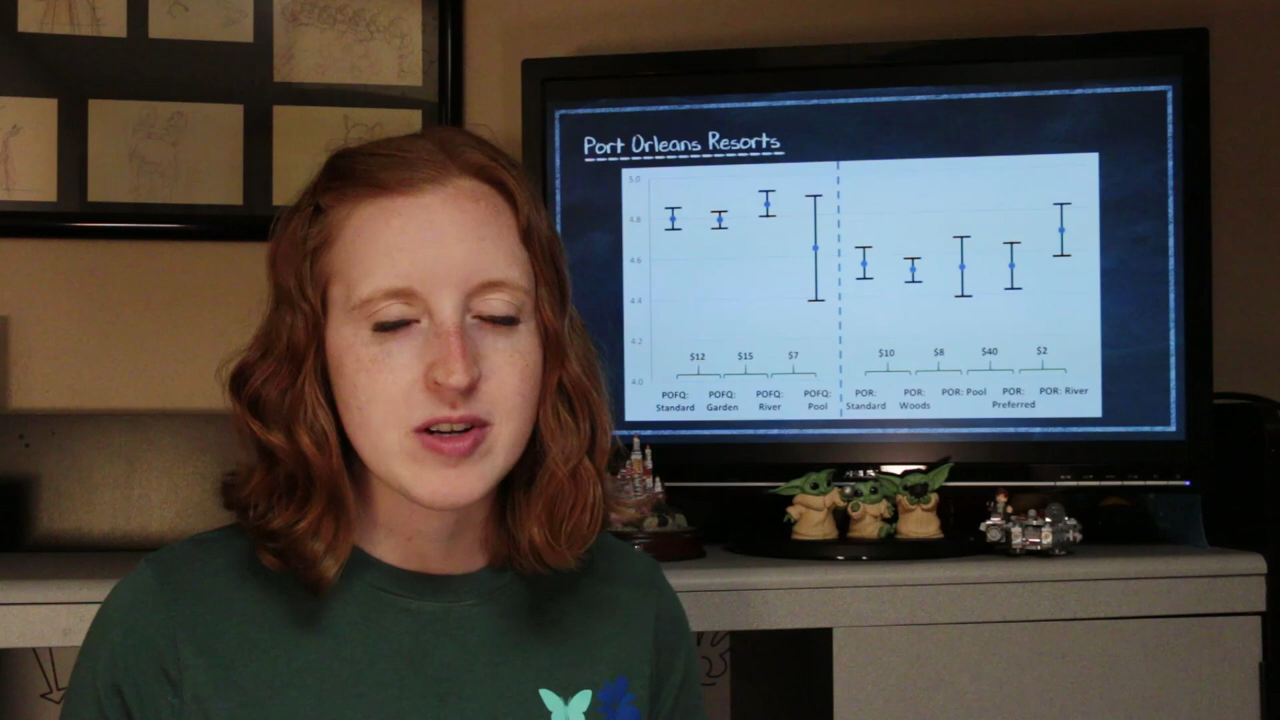 Port Orleans Resorts
5.0
4.8
4.6
4.4
4.2
4.0
$12 $15 $7 $10 $8 $40 $2
POFQ: POFQ: POFQ: POFQ: POR: POR: POR: Pool POR: POR: River
Standard Garden River Pool Standard Woods Preferred